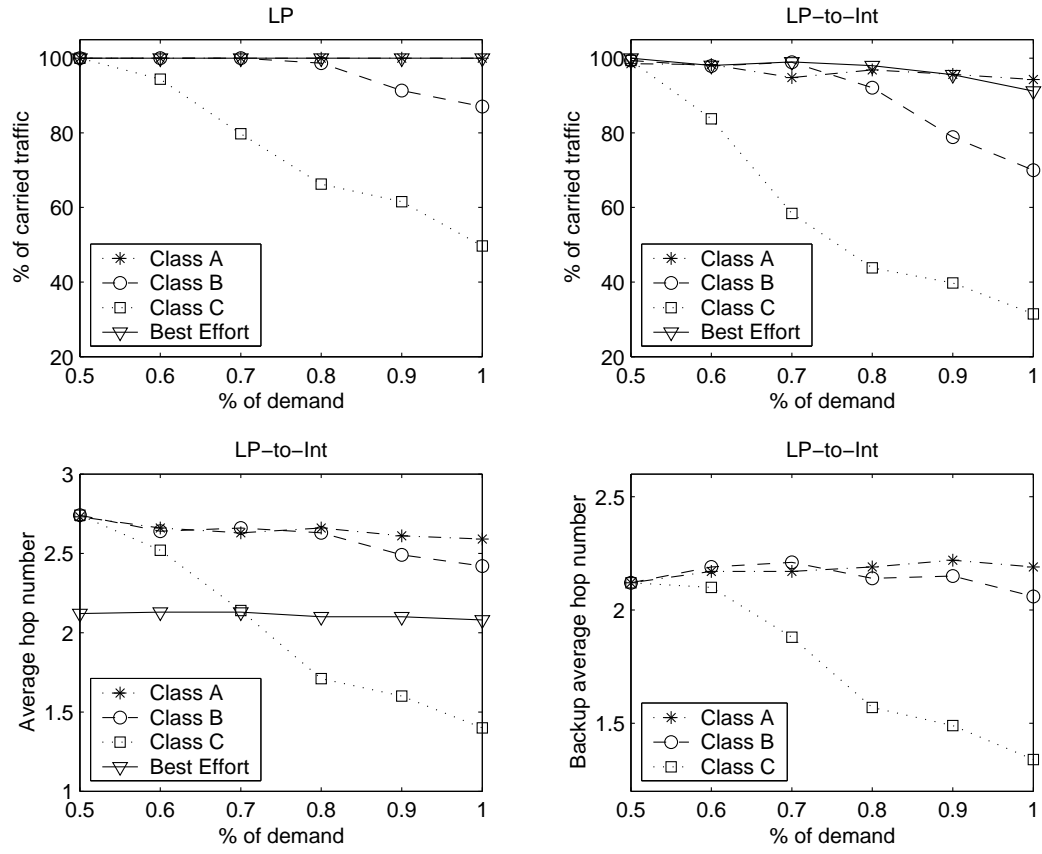 LP
100
80
60
40
20
% of carried traffic
Class A
Class B
Class C
Best Effort
0.5 0.6 0.7 0.8 0.9 1
% of demand
LP-to-Int
100
80
60
40
20
% of carried traffic
Class A
Class B
Class C
Best Effort
0.5 0.6 0.7 0.8 0.9 1
% of demand
LP-to-Int
3
2.5
2
1.5
1
Average hop number
Class A
Class B
Class C
Best Effort
0.5 0.6 0.7 0.8 0.9 1
% of demand
LP-to-Int
2.5
2
1.5
Backup average hop number
Class A
Class B
Class C
0.5 0.6 0.7 0.8 0.9 1
% of demand